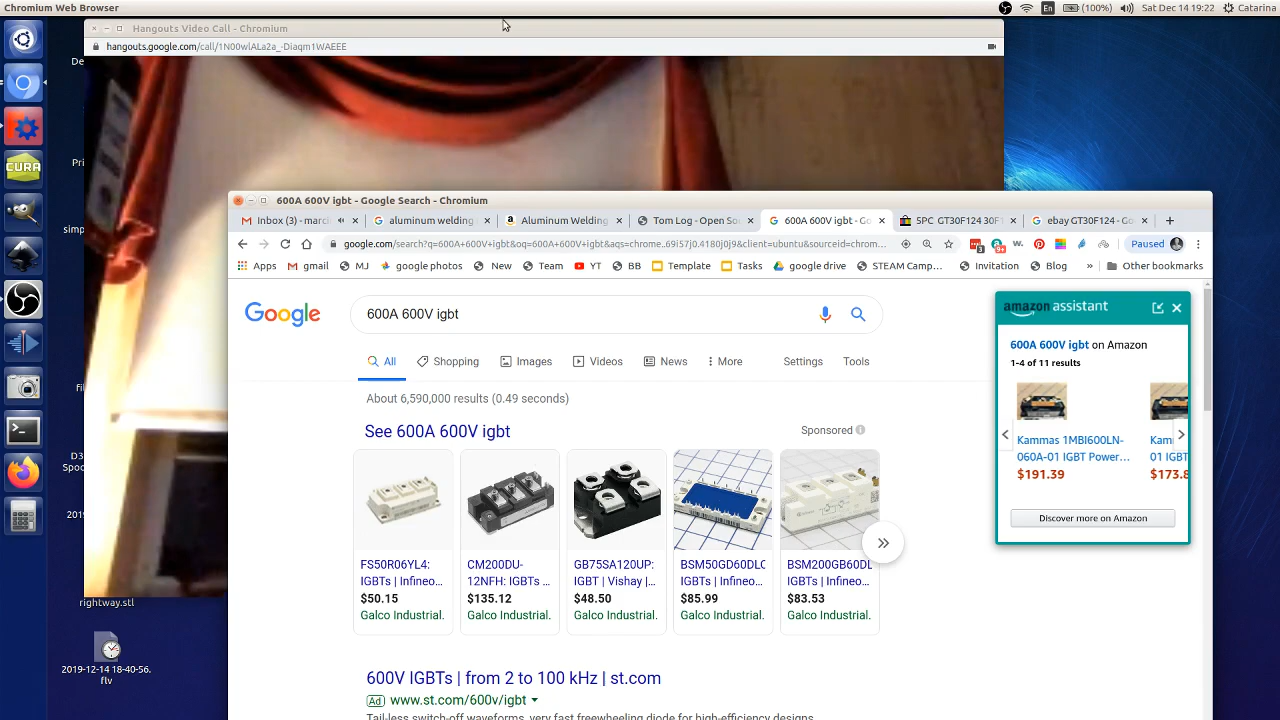 Chromium Web Browser
En
(100%)
Sat Dec 14 19:22
Catarina
Hangouts Video Call - Chromium
hangouts.google.com/call/1N00wlALa2a_-Diaqm1WAEEE
De
Pri
simp
fil
D3
Spoo
2019
rightway.stl
2019-12-14 18-40-56.
flv
CURA
600A 600V igbt - Google Search - Chromium
Inbox (3) - marci
aluminum welding
Aluminum Welding
Tom Log - Open So
600A 600V igbt - Go
5PC GT30F124 30F1
ebay GT30F124 - Go
google.com/search?q=600A+600V+igbt&oq=600A+600V+igbt&aqs=chrome..69i57j0.4180j0j9&client=ubuntu&sourceid=chrom...
3
9+
W.
Paused
Apps
gmail
MJ
google photos
New
Team
YT
BB
Template
Tasks
google drive
STEAM Camp...
Invitation
Blog
»
Other bookmarks
Google
600A 600V igbt
All
Shopping
Images
Videos
News
More
Settings
Tools
About 6,590,000 results (0.49 seconds)
See 600A 600V igbt
Sponsored
FS50R06YL4:
IGBTs | Infineo...
$50.15
Galco Industrial.
CM200DU-
12NFH: IGBTs ...
$135.12
Galco Industrial.
GB75SA120UP:
IGBT | Vishay |...
$48.50
Galco Industrial.
BSM50GD60DLC
IGBTs | Infineo...
$85.99
Galco Industrial.
BSM200GB60DL
IGBTs | Infineo...
$83.53
Galco Industrial.
600V IGBTs | from 2 to 100 kHz | st.com
Ad www.st.com/600v/igbt
Tail-less switch-off waveforms, very fast freewheeling diode for high-efficiency designs
amazon assistant
600A 600V igbt on Amazon
1-4 of 11 results
Kammas 1MBI600LN-
060A-01 IGBT Power...
$191.39
Kam
01 IGBT
$173.8
Discover more on Amazon